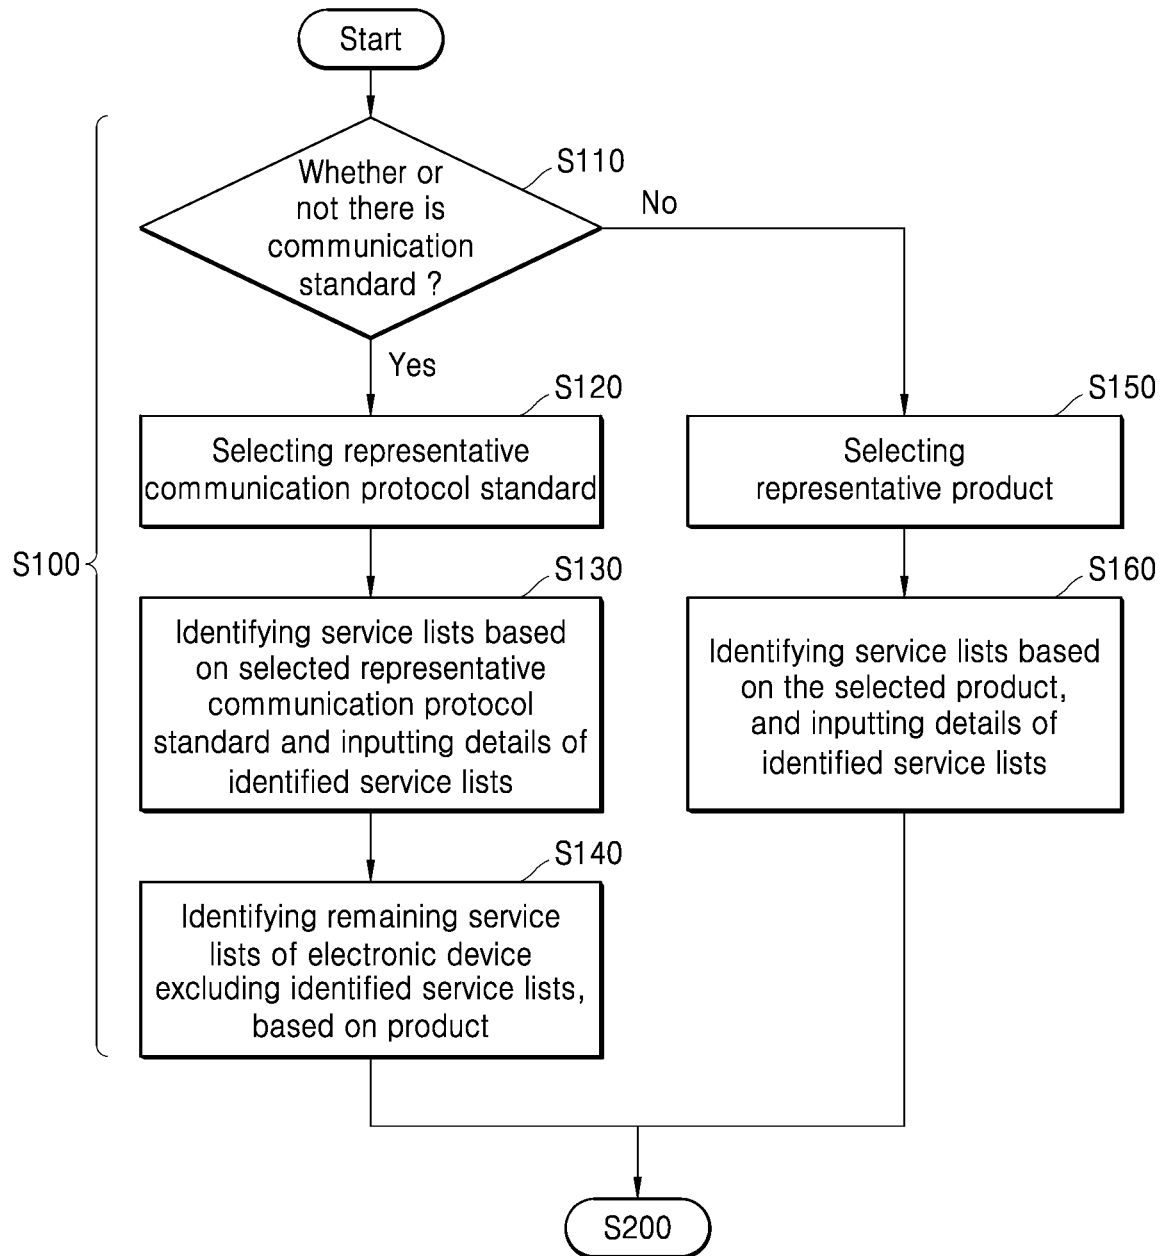 Start
Whether or
not there is
communication
standard ?
S110
No
Yes
S100
S120
Selecting representative
communication protocol standard
S130
Identifying service lists based
on selected representative
communication protocol
standard and inputting details of
identified service lists
S140
Identifying remaining service
lists of electronic device
excluding identified service lists,
based on product
S150
Selecting
representative product
S160
Identifying service lists based
on the selected product,
and inputting details of
identified service lists
S200